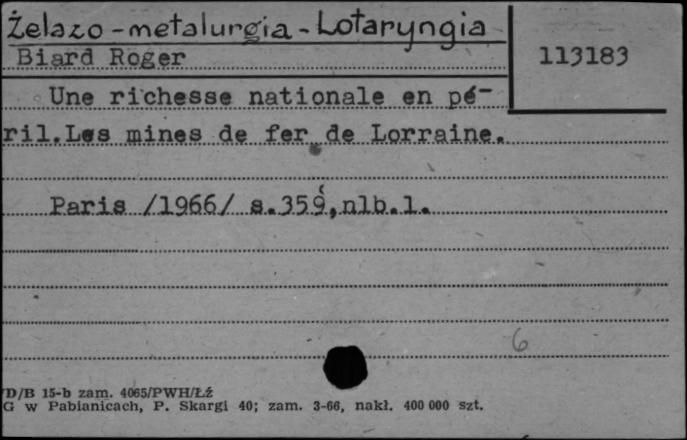 Żelazo - metalurgia - Lotaryngia
Biard Roger
113183
Une richesse nationale en pé-
ril. Les mines de fer de Lorraine.
Paris /1966/ s.359,nlb.1.
6
D/B 15-b zam. 4065/PWH/Łź
G w Pabianicach, P. Skargi 40; zam. 3-66, nakł. 400 000 szt.